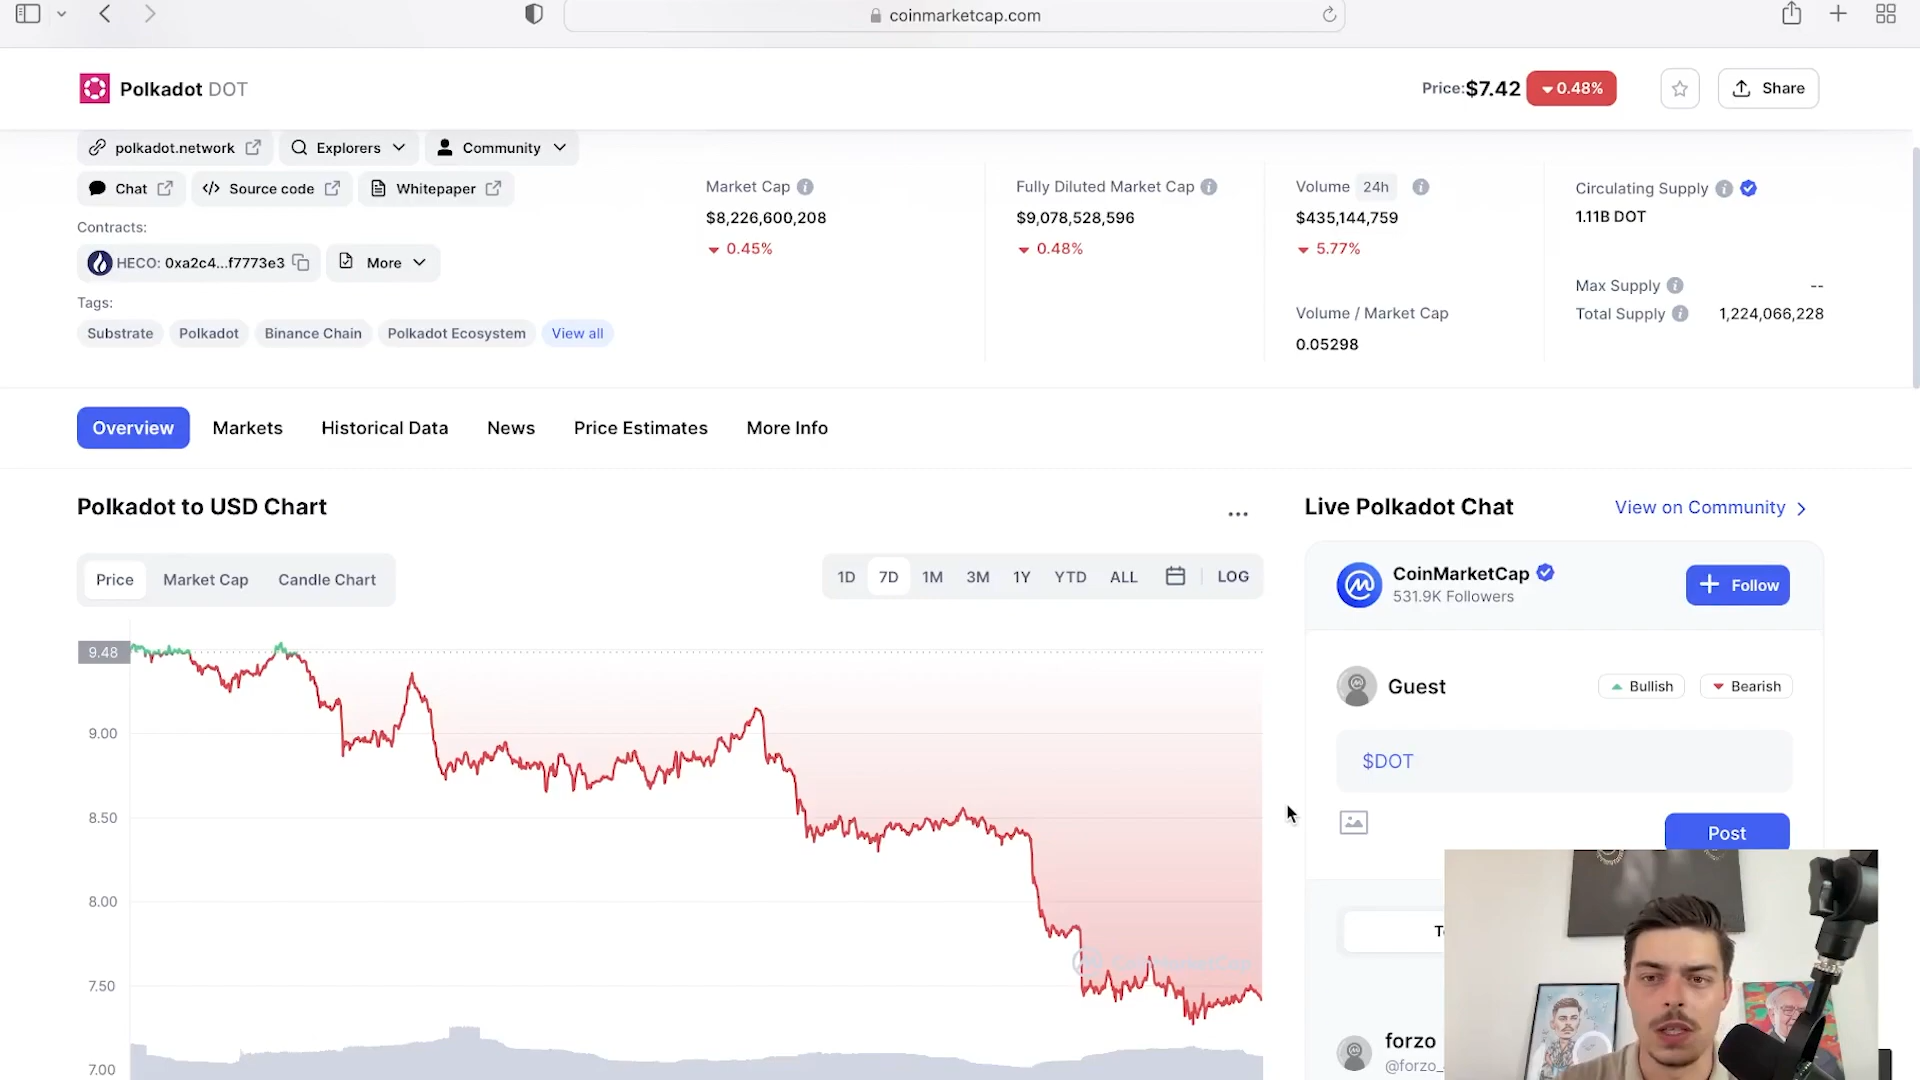 coinmarketcap.com
Polkadot DOT
Price:$7.42 0.48%
Share
polkadot.network Explorers Community
Chat Source code Whitepaper
Contracts:
HECO: 0xa2c4...f7773e3 More
Tags:
Substrate Polkadot Binance Chain Polkadot Ecosystem View all
Market Cap
$8,226,600,208
0.45%
Fully Diluted Market Cap
$9,078,528,596
0.48%
Volume 24h
$435,144,759
5.77%
Volume / Market Cap
0.05298
Circulating Supply
1.11B DOT
Max Supply --
Total Supply 1,224,066,228
Overview Markets Historical Data News Price Estimates More Info
Polkadot to USD Chart
...
Price Market Cap Candle Chart
1D 7D 1M 3M 1Y YTD ALL LOG
9.48
9.00
8.50
8.00
7.50
7.00
CoinMarketCap
Live Polkadot Chat View on Community
CoinMarketCap
531.9K Followers
Follow
Guest Bullish Bearish
$DOT
Post
forzo
@forzo_